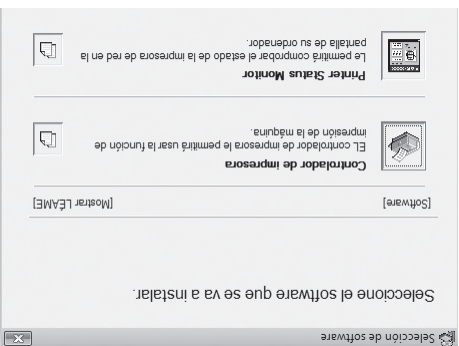 Selección de software
Seleccione el software que se va a instalar.
[Software] [Mostrar LÉAME]
Controlador de impresora
EL controlador de impresora le permitirá usar la función de
impresión de la máquina.
Printer Status Monitor
Le permitirá comprobar el estado de la impresora de red en la
pantalla de su ordenador.